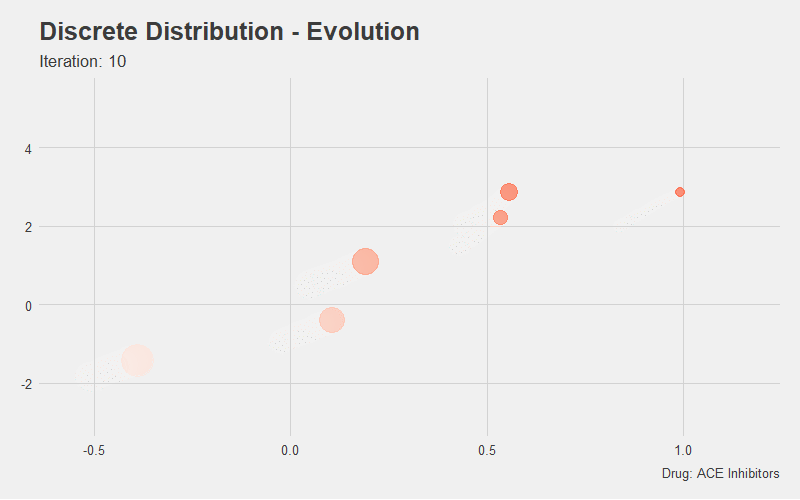 Discrete Distribution - Evolution
Iteration: 10
4
2
0
-2
-0.5 0.0 0.5 1.0
Drug: ACE Inhibitors